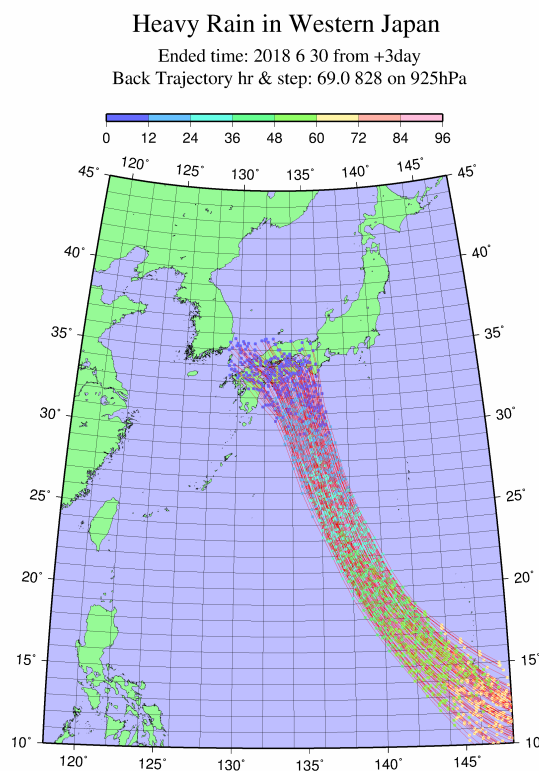 Heavy Rain in Western Japan
Ended time: 2018 6 30 from +3day
Back Trajectory hr & step: 69.0 828 on 925hPa
0 12 24 36 48 60 72 84 96
120˚ 125˚ 130˚ 135˚ 140˚ 145˚
45˚ 45˚
40˚ 40˚
35˚ 35˚
30˚ 30˚
25˚ 25˚
20˚ 20˚
15˚ 15˚
10˚ 10˚
120˚ 125˚ 130˚ 135˚ 140˚ 145˚